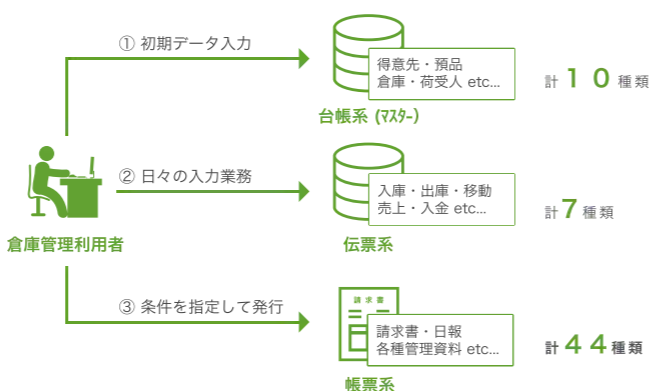 ① 初期データ入力
得意先・預品
倉庫・荷受人 etc...
計10種類
台帳系 (ﾏｽﾀｰ)
② 日々の入力業務
入庫・出庫・移動
売上・入金 etc...
計7種類
倉庫管理利用者
伝票系
③ 条件を指定して発行
請求書
請求書・日報
各種管理資料 etc...
計44種類
帳票系